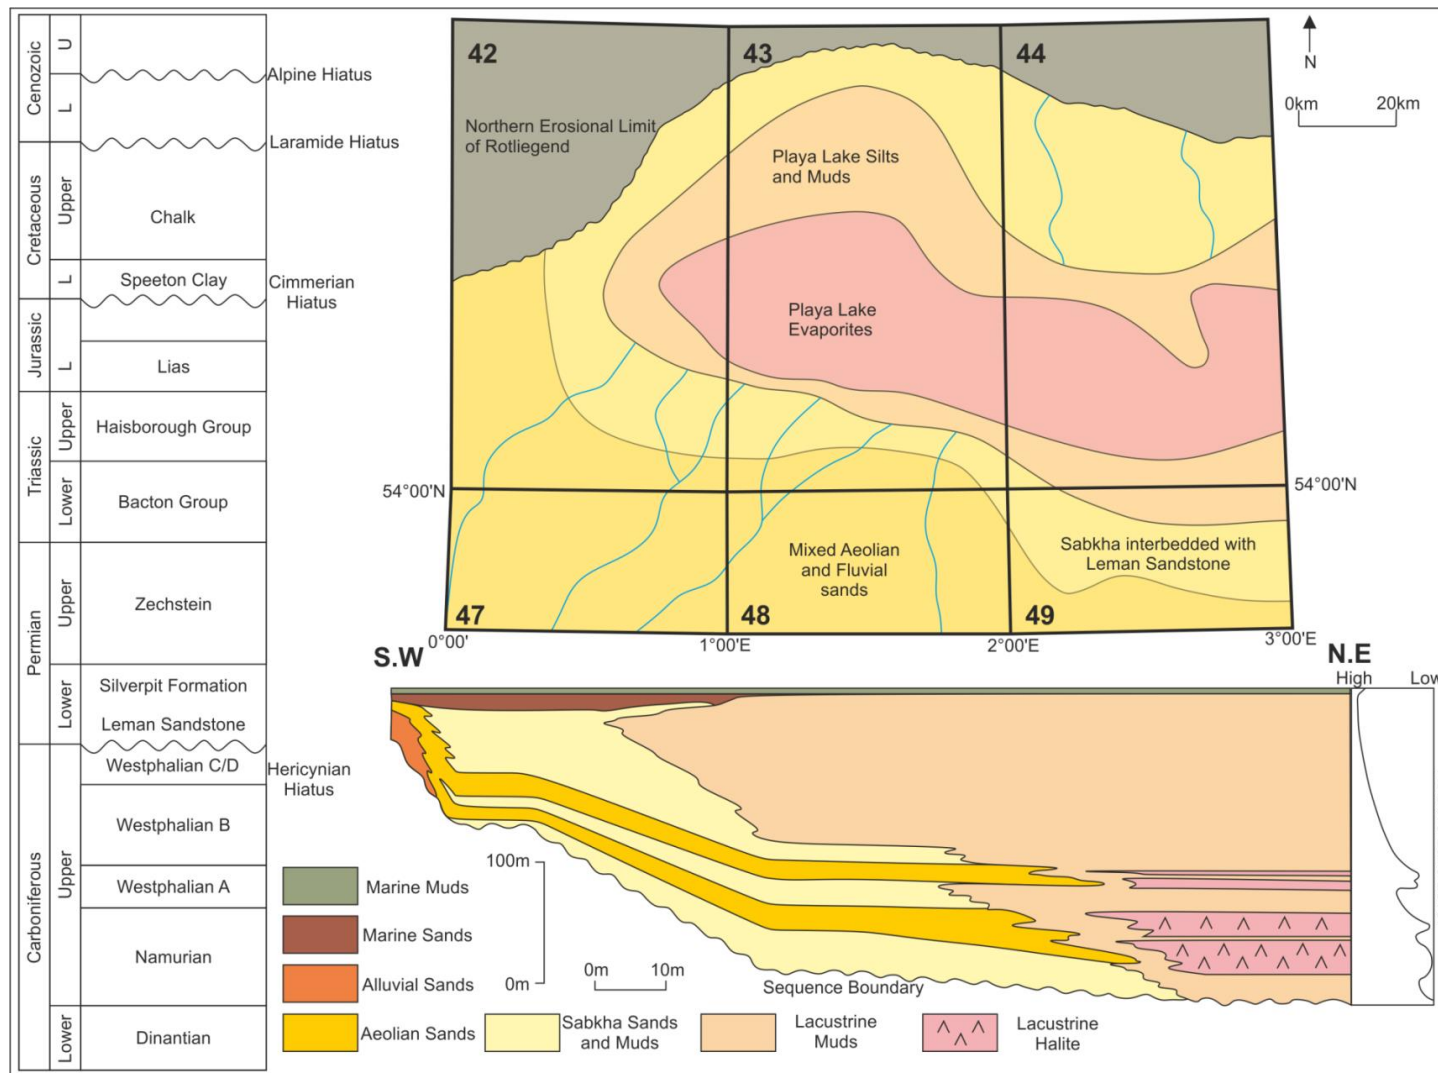 Cenozoic
U
L
Alpine Hiatus
Laramide Hiatus
Cretaceous
Upper
Chalk
L
Speeton Clay
Cimmerian
Hiatus
Jurassic
L
Lias
Triassic
Upper
Haisborough Group
Lower
Bacton Group
Permian
Upper
Zechstein
Lower
Silverpit Formation
Leman Sandstone
Carboniferous
Upper
Westphalian C/D
Hericynian
Hiatus
Westphalian B
Westphalian A
Namurian
Lower
Dinantian
42
43
44
N
0km
20km
Northern Erosional Limit
of Rotliegend
Playa Lake Silts
and Muds
Playa Lake
Evaporites
54°00'N
54°00'N
Mixed Aeolian
and Fluvial
sands
Sabkha interbedded with
Leman Sandstone
47
48
49
0°00'
1°00'E
2°00'E
3°00'E
S.W
N.E
High
Low
100m
0m
0m
10m
Sequence Boundary
Marine Muds
Marine Sands
Alluvial Sands
Aeolian Sands
Sabkha Sands
and Muds
Lacustrine
Muds
Lacustrine
Halite